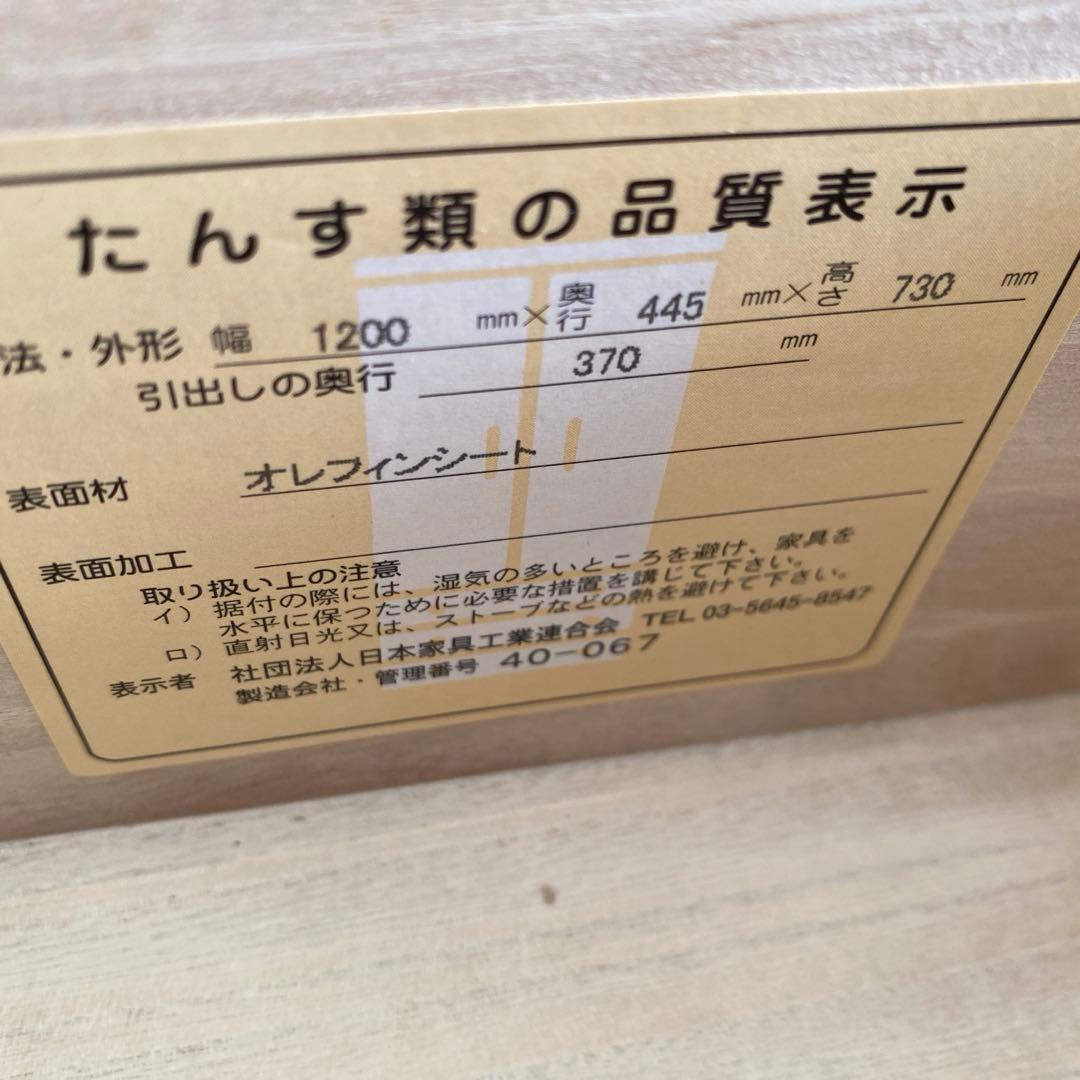 たんす類の品質表示
法・外形 幅 1200 mm×奥行 445 mm×高さ 730 mm
引出しの奥行 370 mm
表面材 オレフィンシート
表面加工
取り扱い上の注意
イ) 据付の際には、湿気の多いところを避け、家具を
水平に保つために必要な措置を講じて下さい。
ロ) 直射日光又は、ストーブなどの熱を避けて下さい。
表示者 社団法人日本家具工業連合会 TEL 03-5645-8547
製造会社・管理番号 40-067